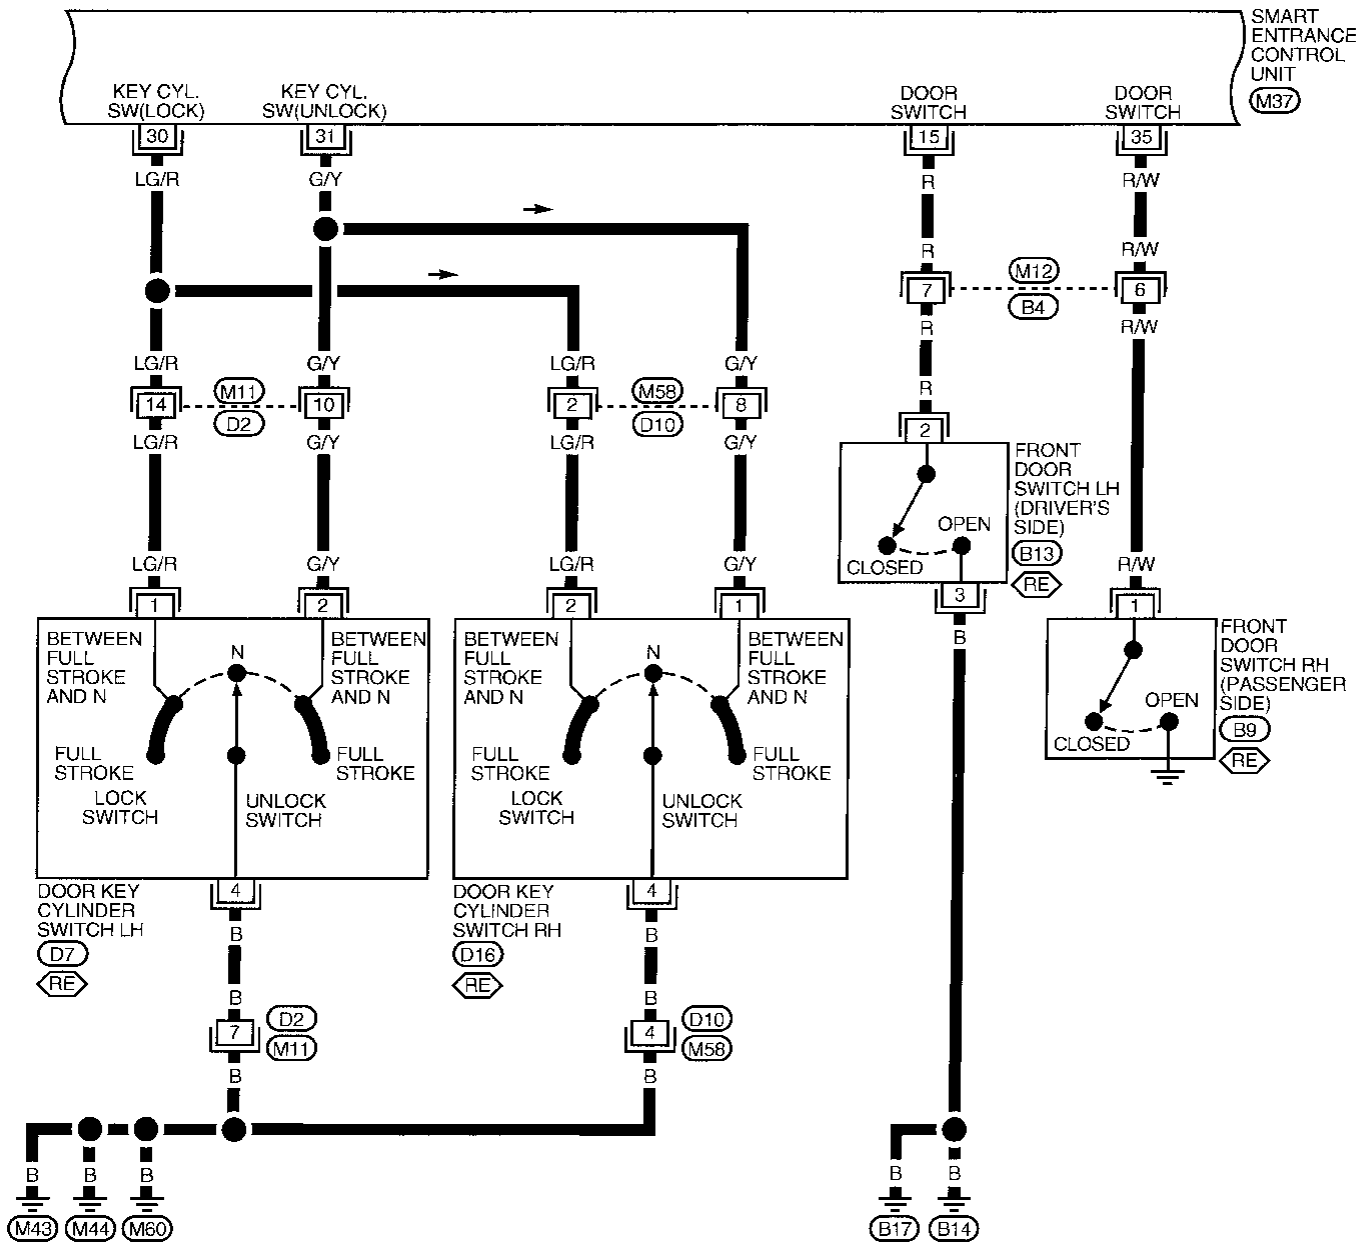 SMART
ENTRANCE
CONTROL
UNIT
M37
KEY CYL.
SW(LOCK)
KEY CYL.
SW(UNLOCK)
DOOR
SWITCH
DOOR
SWITCH
30
31
15
35
LG/R
G/Y
R
R/W
R
R/W
7
M12
B4
6
R
R/W
LG/R
G/Y
LG/R
G/Y
R
14
M11
D2
10
2
M58
D10
8
LG/R
G/Y
LG/R
G/Y
2
FRONT
DOOR
SWITCH LH
(DRIVER'S
SIDE)
B13
RE
OPEN
CLOSED
3
B
LG/R
G/Y
LG/R
G/Y
R/W
1
2
2
1
1
BETWEEN
FULL
STROKE
AND N
N
BETWEEN
FULL
STROKE
AND N
FULL
STROKE
FULL
STROKE
LOCK
SWITCH
UNLOCK
SWITCH
BETWEEN
FULL
STROKE
AND N
N
BETWEEN
FULL
STROKE
AND N
FULL
STROKE
FULL
STROKE
LOCK
SWITCH
UNLOCK
SWITCH
FRONT
DOOR
SWITCH RH
(PASSENGER
SIDE)
B9
RE
OPEN
CLOSED
DOOR KEY
CYLINDER
SWITCH LH
D7
RE
4
B
B
7
D2
M11
B
DOOR KEY
CYLINDER
SWITCH RH
D16
RE
4
B
B
4
D10
M58
B
B
B
B
B
B
M43
M44
M60
B17
B14